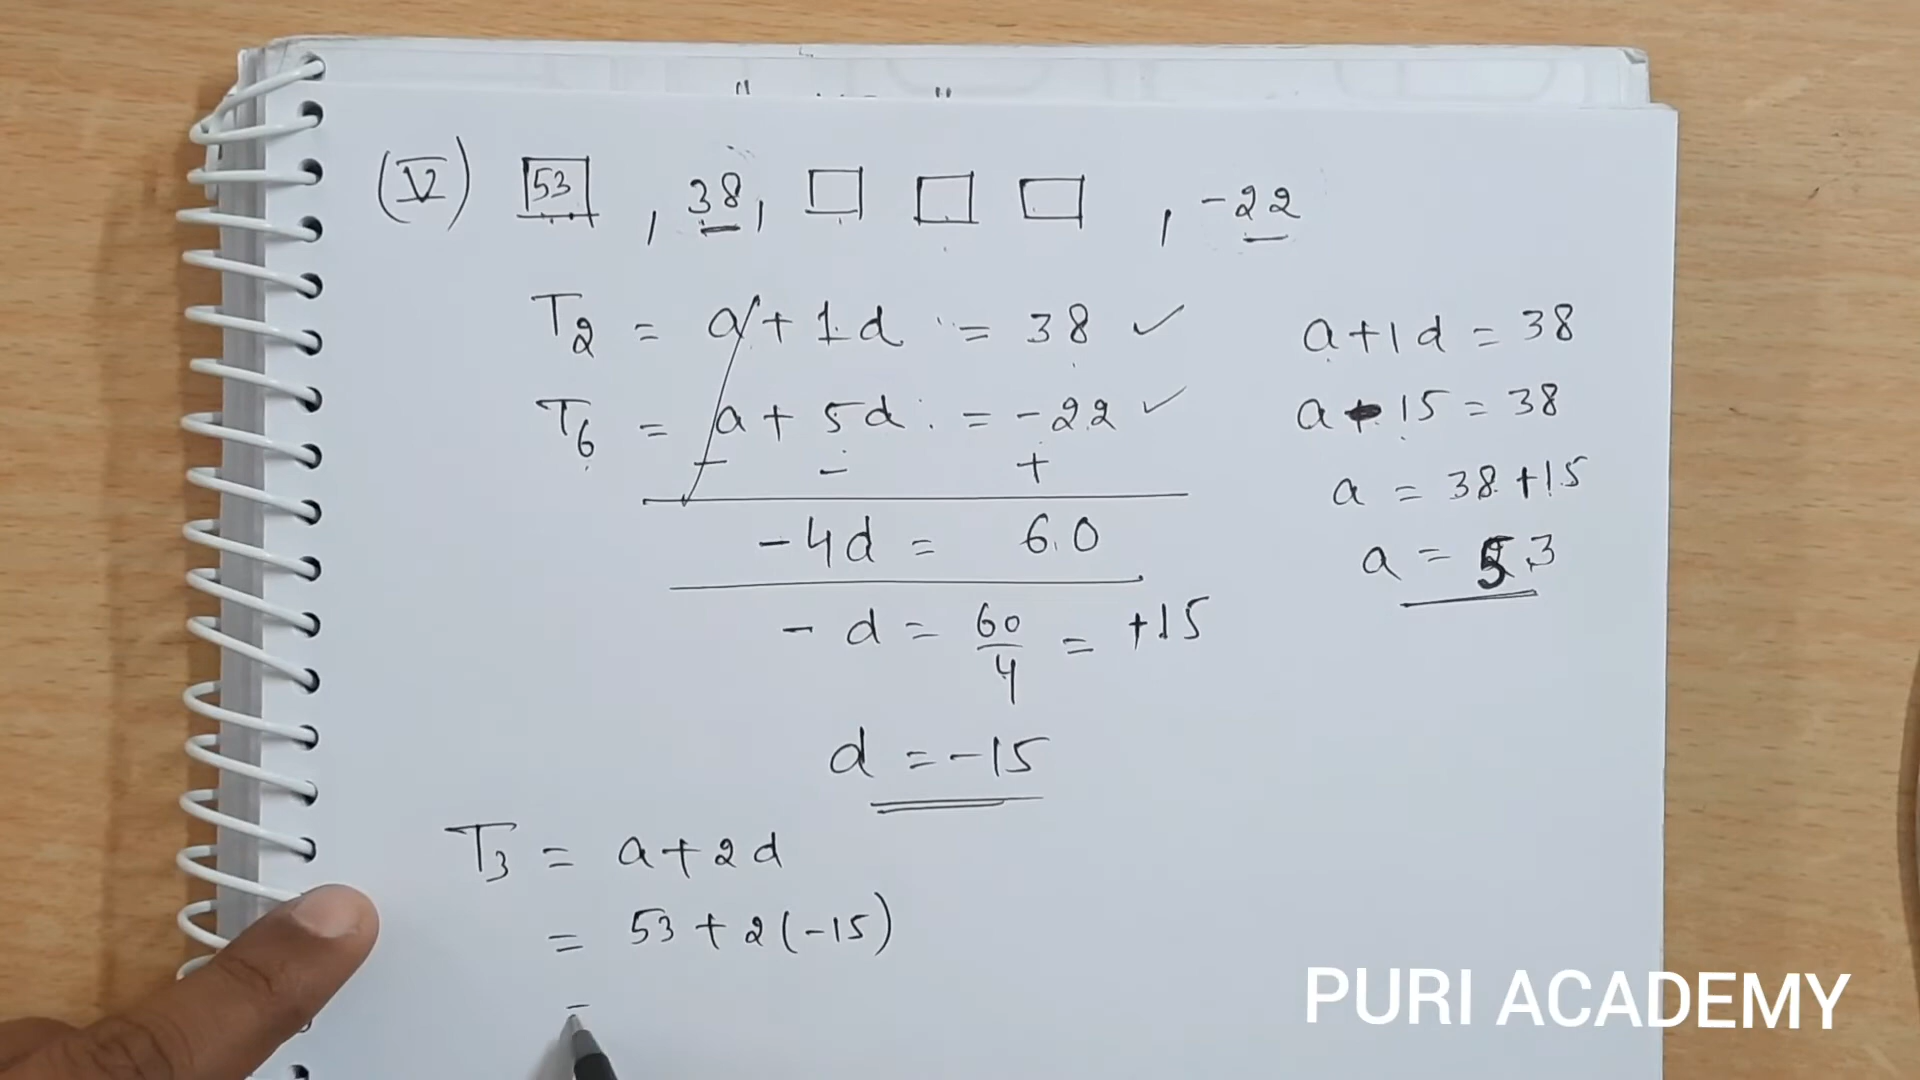 (V) 53 , 38, □ □ □ , -22
T2 = a + 1d = 38 ✓
T6 = a + 5d = -22 ✓
- - +
-4d = 60
- d = 60/4 = +15
d = -15
a + 1d = 38
a - 15 = 38
a = 38 + 15
a = 53
T3 = a + 2d
= 53 + 2(-15)
=
PURI ACADEMY